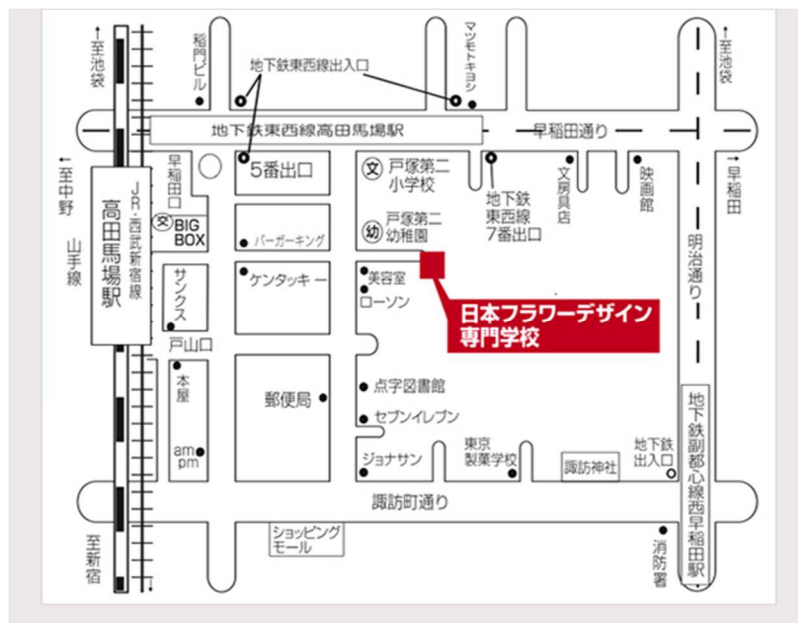 ←至池袋
稲門ビル
地下鉄東西線出入口
マツモトキヨシ
←至池袋
地下鉄東西線高田馬場駅
早稲田通り
←至中野
早稲田口
5番出口
文
戸塚第二
小学校
地下鉄
東西線
7番出口
文房具店
映画館
→早稲田
JR・西武新宿線
高田馬場駅
山手線
交
BIG
BOX
バーガーキング
幼
戸塚第二
幼稚園
明治通り
サンクス
ケンタッキー
美容室
ローソン
日本フラワーデザイン
専門学校
戸山口
本屋
郵便局
点字図書館
セブンイレブン
am
pm
ジョナサン
東京
製菓学校
諏訪神社
地下鉄
出入口
地下鉄副都心線西早稲田駅
諏訪町通り
至新宿
ショッピング
モール
消防署